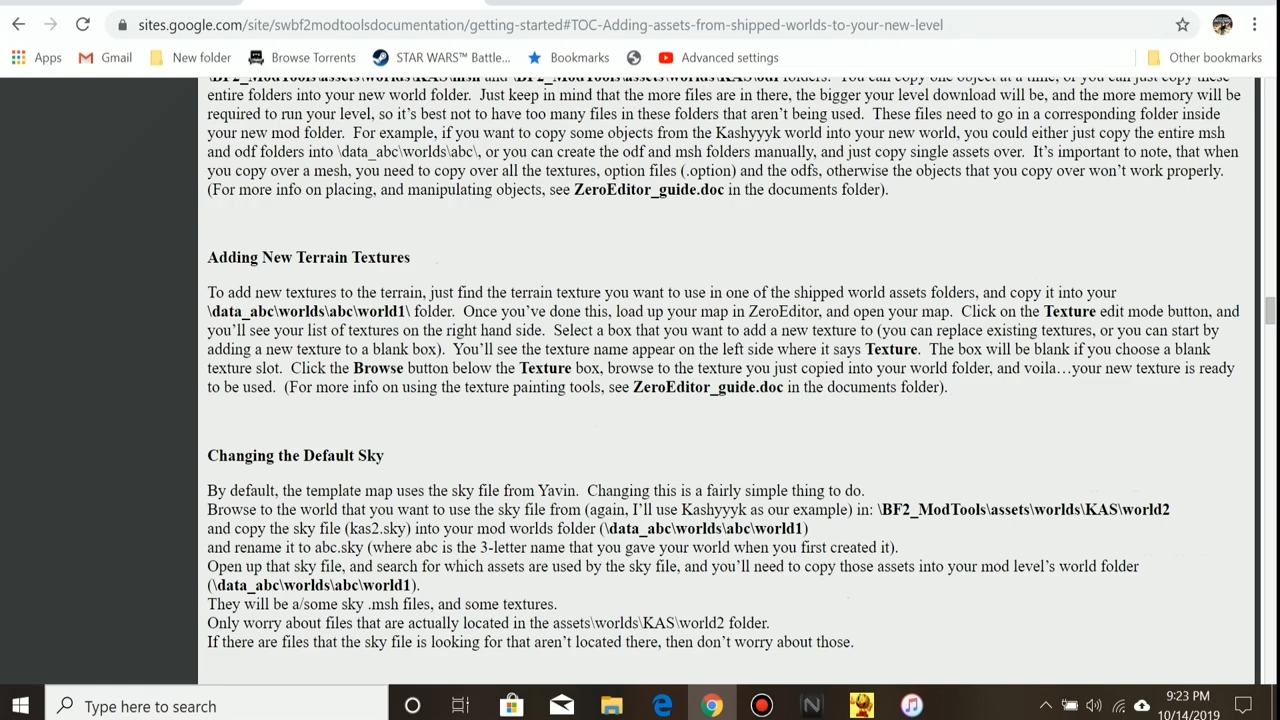 sites.google.com/site/swbf2modtoolsdocumentation/getting-started#TOC-Adding-assets-from-shipped-worlds-to-your-new-level
Apps Gmail New folder Browse Torrents STAR WARS™ Battle... Bookmarks Advanced settings Other bookmarks
\BF2_ModTools\assets\worlds\KAS\msh and \BF2_ModTools\assets\worlds\KAS\odf folders. You can copy one object at a time, or you can just copy these
entire folders into your new world folder. Just keep in mind that the more files are in there, the bigger your level download will be, and the more memory will be
required to run your level, so it’s best not to have too many files in these folders that aren’t being used. These files need to go in a corresponding folder inside
your new mod folder. For example, if you want to copy some objects from the Kashyyyk world into your new world, you could either just copy the entire msh
and odf folders into \data_abc\worlds\abc\, or you can create the odf and msh folders manually, and just copy single assets over. It’s important to note, that when
you copy over a mesh, you need to copy over all the textures, option files (.option) and the odfs, otherwise the objects that you copy over won’t work properly.
(For more info on placing, and manipulating objects, see ZeroEditor_guide.doc in the documents folder).
Adding New Terrain Textures
To add new textures to the terrain, just find the terrain texture you want to use in one of the shipped world assets folders, and copy it into your
\data_abc\worlds\abc\world1\ folder. Once you’ve done this, load up your map in ZeroEditor, and open your map. Click on the Texture edit mode button, and
you’ll see your list of textures on the right hand side. Select a box that you want to add a new texture to (you can replace existing textures, or you can start by
adding a new texture to a blank box). You’ll see the texture name appear on the left side where it says Texture. The box will be blank if you choose a blank
texture slot. Click the Browse button below the Texture box, browse to the texture you just copied into your world folder, and voila…your new texture is ready
to be used. (For more info on using the texture painting tools, see ZeroEditor_guide.doc in the documents folder).
Changing the Default Sky
By default, the template map uses the sky file from Yavin. Changing this is a fairly simple thing to do.
Browse to the world that you want to use the sky file from (again, I’ll use Kashyyyk as our example) in: \BF2_ModTools\assets\worlds\KAS\world2
and copy the sky file (kas2.sky) into your mod worlds folder (\data_abc\worlds\abc\world1)
and rename it to abc.sky (where abc is the 3-letter name that you gave your world when you first created it).
Open up that sky file, and search for which assets are used by the sky file, and you’ll need to copy those assets into your mod level’s world folder
(\data_abc\worlds\abc\world1).
They will be a/some sky .msh files, and some textures.
Only worry about files that are actually located in the assets\worlds\KAS\world2 folder.
If there are files that the sky file is looking for that aren’t located there, then don’t worry about those.
Type here to search
9:23 PM
10/14/2019